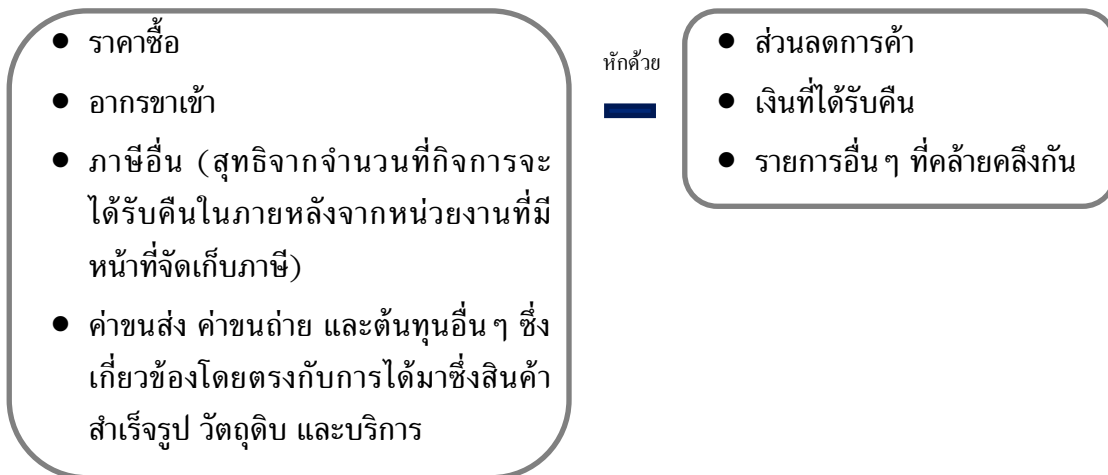 ● ราคาซื้อ
● อากรขาเข้า
● ภาษีอื่น (สุทธิจากจำนวนที่กิจการจะ
ได้รับคืนในภายหลังจากหน่วยงานที่มี
หน้าที่จัดเก็บภาษี)
● ค่าขนส่ง ค่าขนถ่าย และต้นทุนอื่น ๆ ซึ่ง
เกี่ยวข้องโดยตรงกับการได้มาซึ่งสินค้า
สำเร็จรูป วัตถุดิบ และบริการ
หักด้วย
● ส่วนลดการค้า
● เงินที่ได้รับคืน
● รายการอื่น ๆ ที่คล้ายคลึงกัน